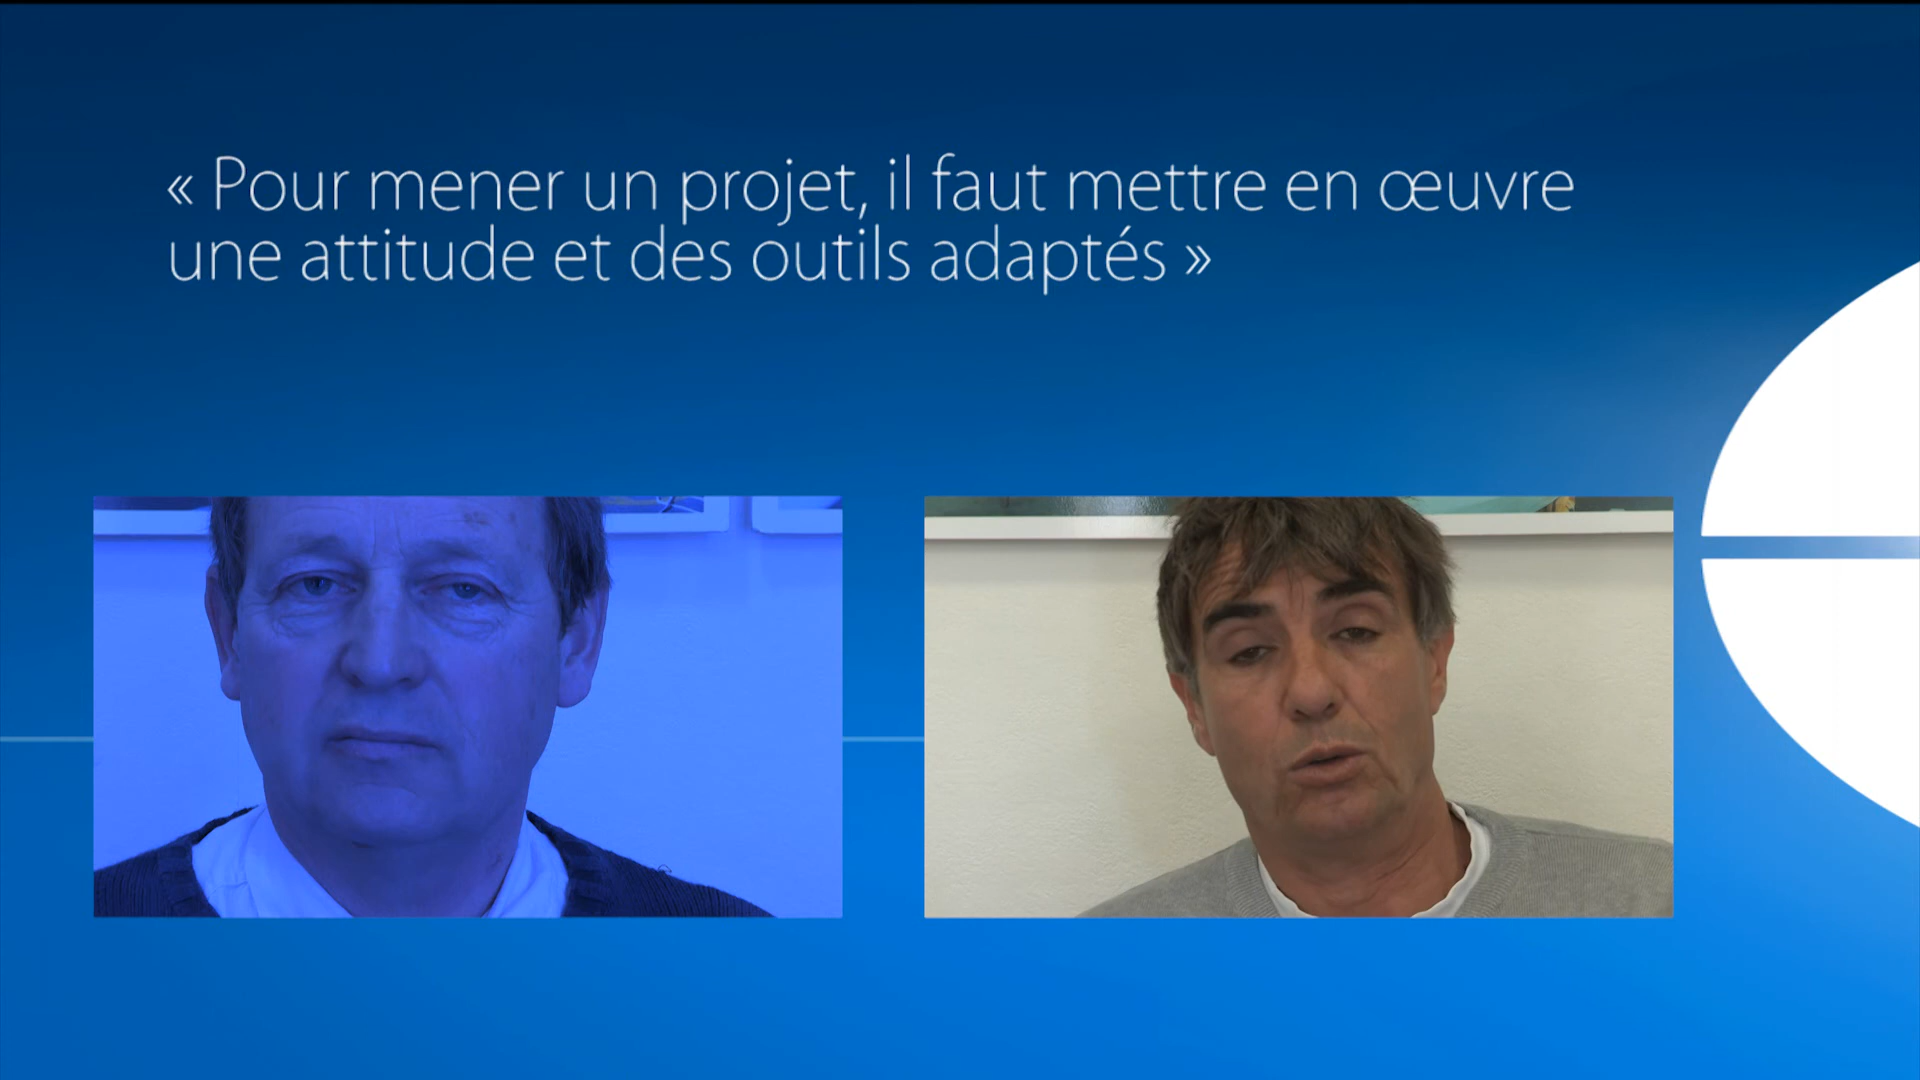 « Pour mener un projet, il faut mettre en œuvre
une attitude et des outils adaptés »